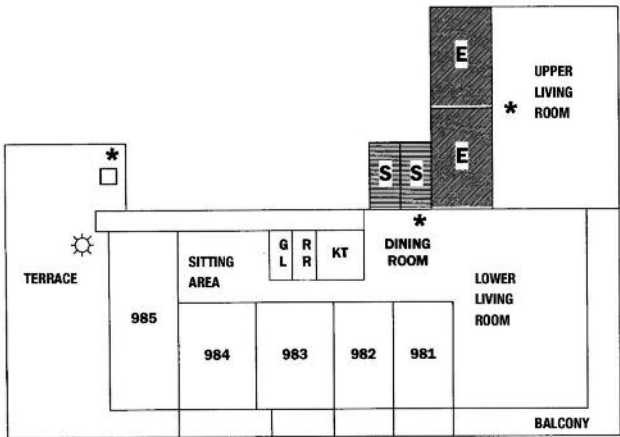 E
UPPER
LIVING
ROOM
*
E
*
S S
*
G
L
R
R
KT
DINING
ROOM
SITTING
AREA
TERRACE
LOWER
LIVING
ROOM
985
984
983
982
981
BALCONY